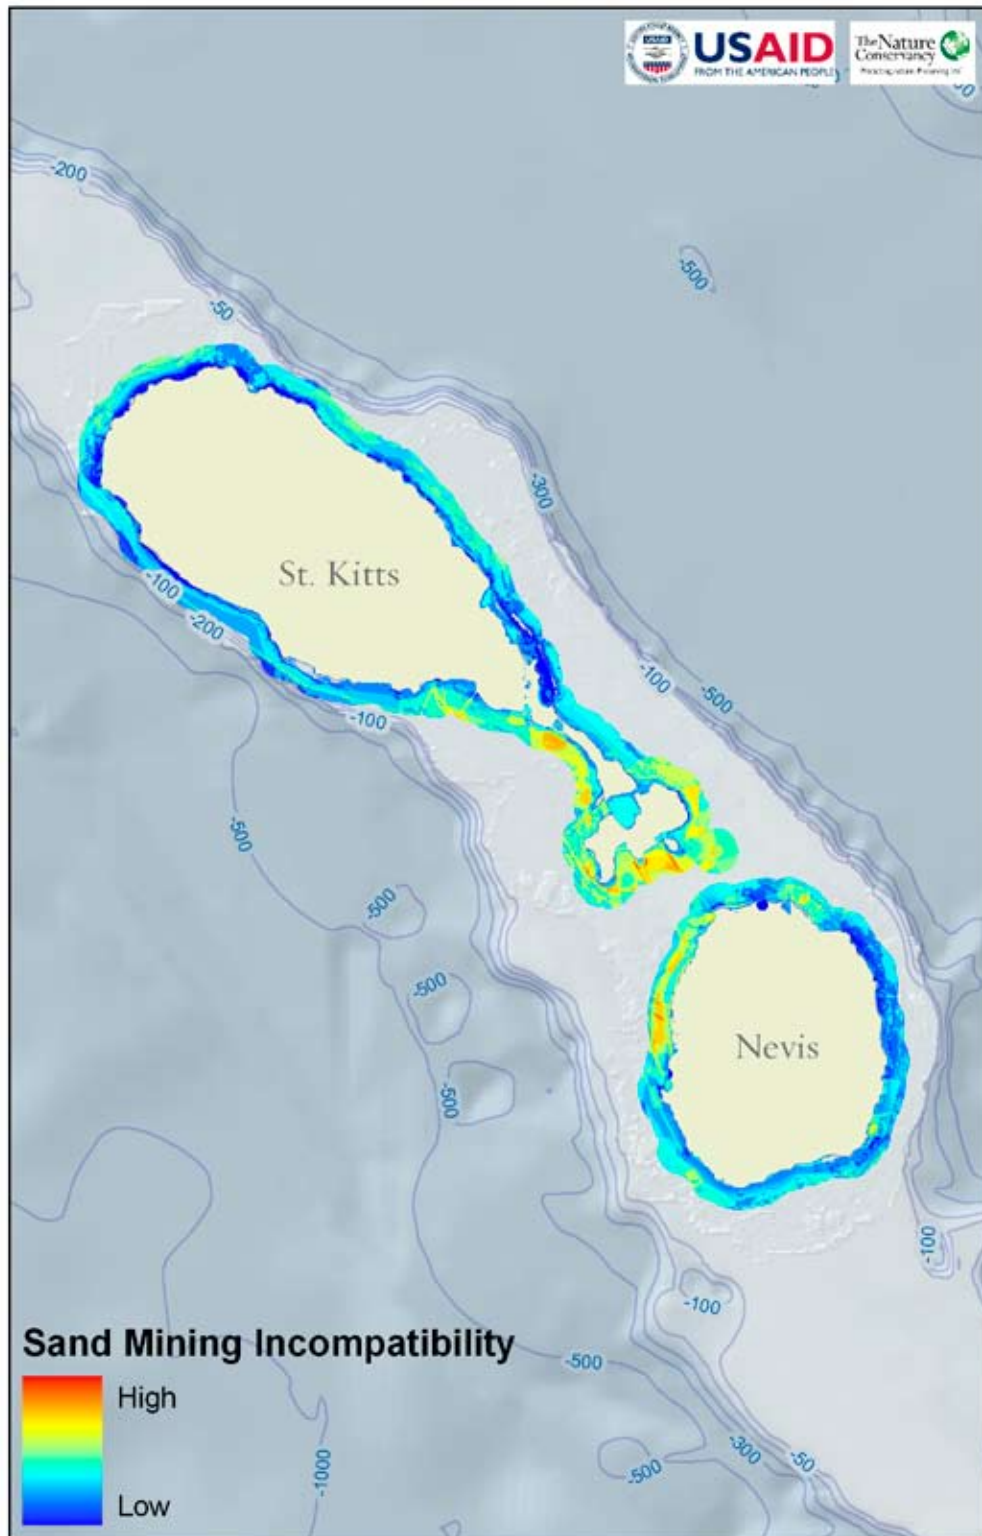 USAID
FROM THE AMERICAN PEOPLE
The Nature
Conservancy
-200
-500
-50
-300
St. Kitts
-100
-200
-100
-500
-100
-500
-500
-500
Nevis
-500
-100
-100
Sand Mining Incompatibility
High
Low
-500
-300
-50
-500
-1000